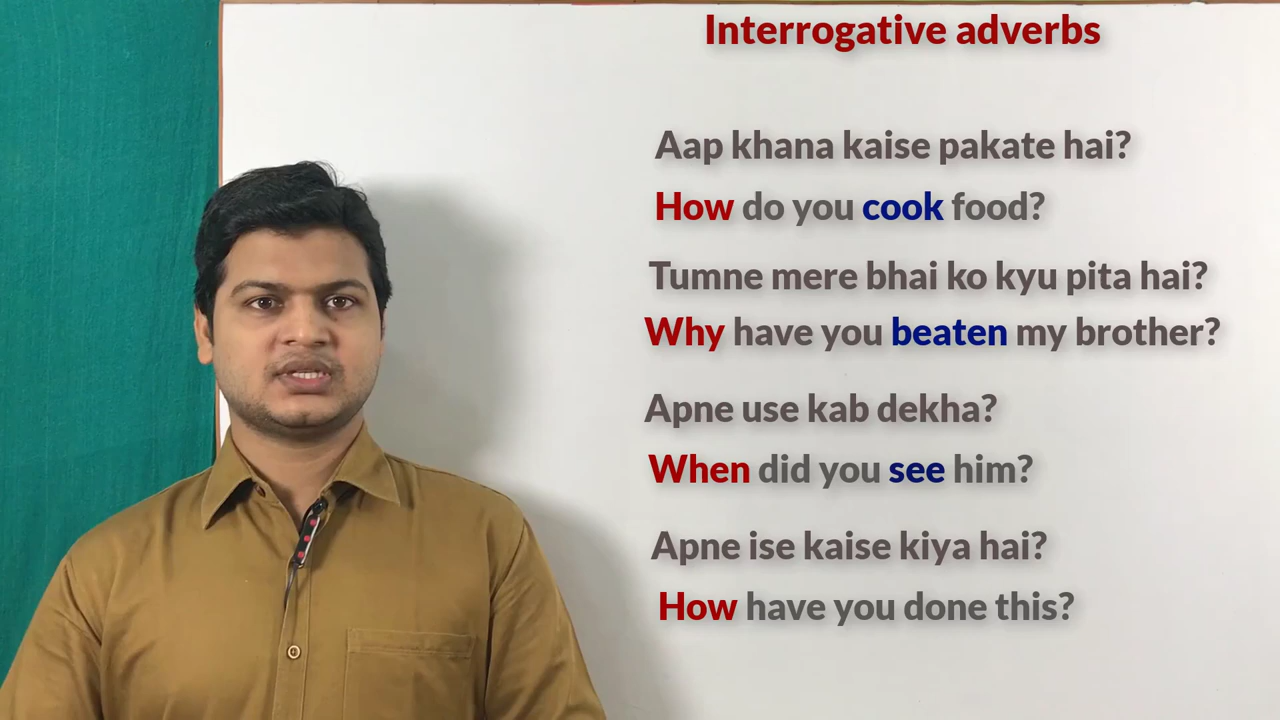 Interrogative adverbs
Aap khana kaise pakate hai?
How do you cook food?
Tumne mere bhai ko kyu pita hai?
Why have you beaten my brother?
Apne use kab dekha?
When did you see him?
Apne ise kaise kiya hai?
How have you done this?